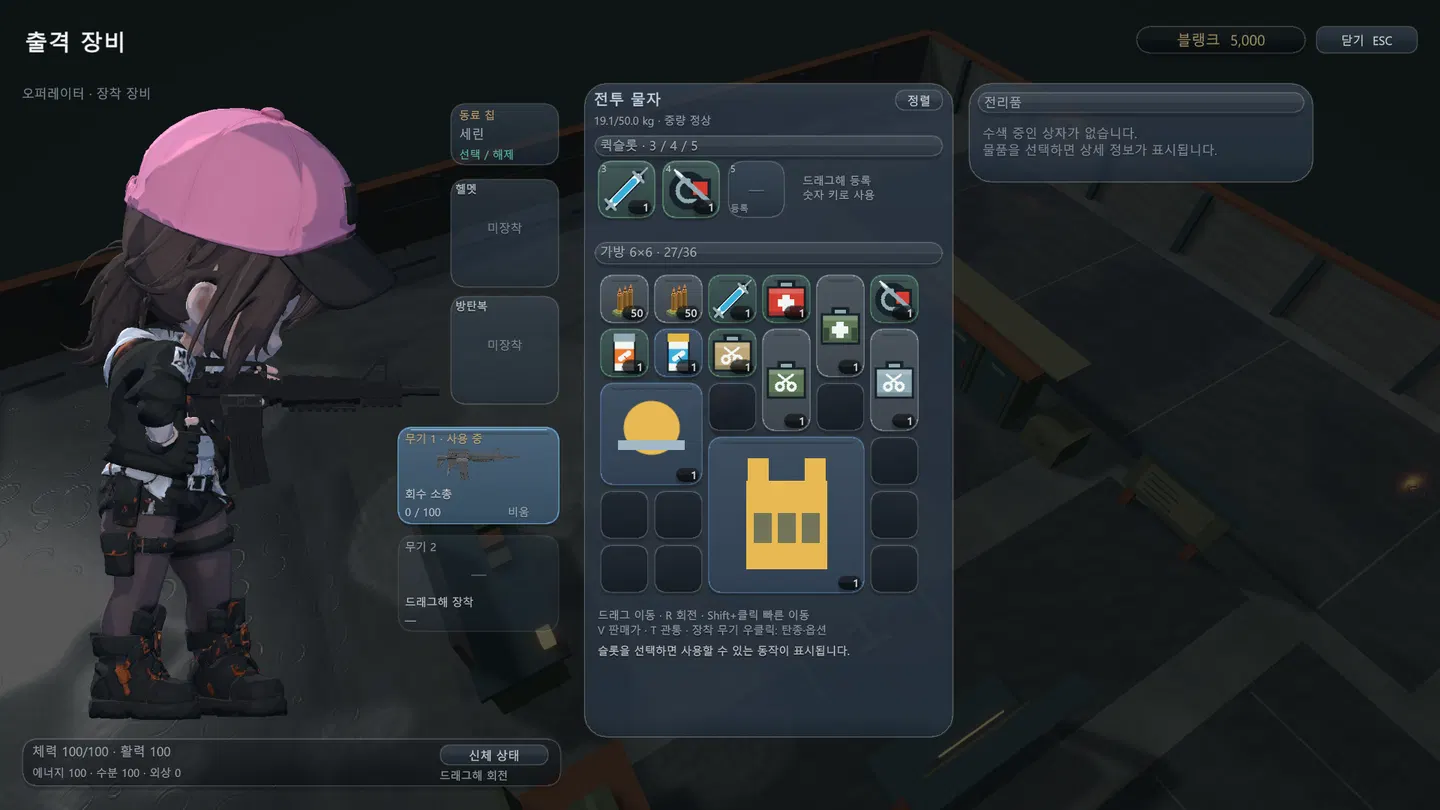 출격 장비
블랭크 5,000
닫기 ESC
오퍼레이터 · 장착 장비
동료 칩
세린
선택 / 해제
헬멧
미장착
방탄복
미장착
무기 1 · 사용 중
회수 소총
0 / 100 비움
무기 2
—
드래그해 장착
—
체력 100/100 · 활력 100
에너지 100 · 수분 100 · 외상 0
신체 상태
드래그해 회전
전투 물자
정렬
19.1/50.0 kg · 중량 정상
퀵슬롯 · 3 / 4 / 5
3 1
4 1
5 — 등록
드래그해 등록
숫자 키로 사용
가방 6×6 · 27/36
50 50 1 1 1
1 1 1 1
1 1
1
1
드래그 이동 · R 회전 · Shift+클릭 빠른 이동
V 판매가 · T 관통 · 장착 무기 우클릭: 탄종·옵션
슬롯을 선택하면 사용할 수 있는 동작이 표시됩니다.
전리품
수색 중인 상자가 없습니다.
물품을 선택하면 상세 정보가 표시됩니다.